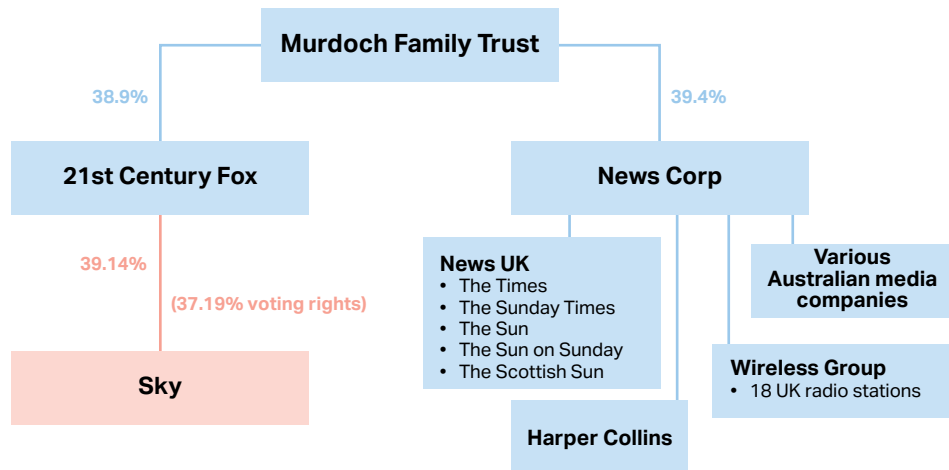 Murdoch Family Trust
38.9%
39.4%
21st Century Fox
News Corp
39.14%
(37.19% voting rights)
Sky
News UK
• The Times
• The Sunday Times
• The Sun
• The Sun on Sunday
• The Scottish Sun
Harper Collins
Wireless Group
• 18 UK radio stations
Various
Australian media
companies